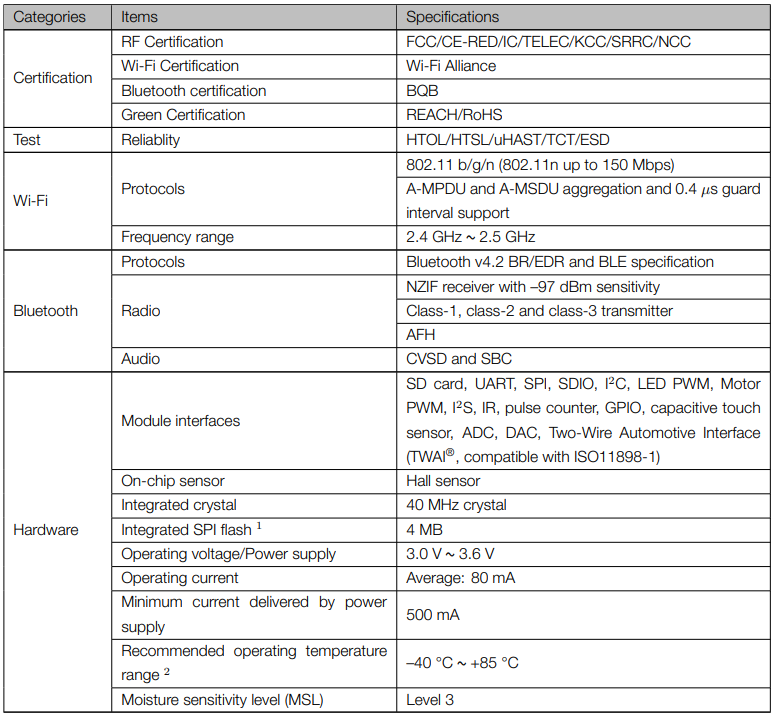 Categories Items Specifications
Certification
RF Certification FCC/CE-RED/IC/TELEC/KCC/SRRC/NCC
Wi-Fi Certification Wi-Fi Alliance
Bluetooth certification BQB
Green Certification REACH/RoHS
Test Reliablity HTOL/HTSL/uHAST/TCT/ESD
Wi-Fi
Protocols
802.11 b/g/n (802.11n up to 150 Mbps)
A-MPDU and A-MSDU aggregation and 0.4 µs guard
interval support
Frequency range 2.4 GHz ~ 2.5 GHz
Bluetooth
Protocols Bluetooth v4.2 BR/EDR and BLE specification
Radio
NZIF receiver with –97 dBm sensitivity
Class-1, class-2 and class-3 transmitter
AFH
Audio CVSD and SBC
Hardware
Module interfaces
SD card, UART, SPI, SDIO, I²C, LED PWM, Motor
PWM, I²S, IR, pulse counter, GPIO, capacitive touch
sensor, ADC, DAC, Two-Wire Automotive Interface
(TWAI®, compatible with ISO11898-1)
On-chip sensor Hall sensor
Integrated crystal 40 MHz crystal
Integrated SPI flash ¹ 4 MB
Operating voltage/Power supply 3.0 V ~ 3.6 V
Operating current Average: 80 mA
Minimum current delivered by power
supply
500 mA
Recommended operating temperature
range ²
–40 °C ~ +85 °C
Moisture sensitivity level (MSL) Level 3